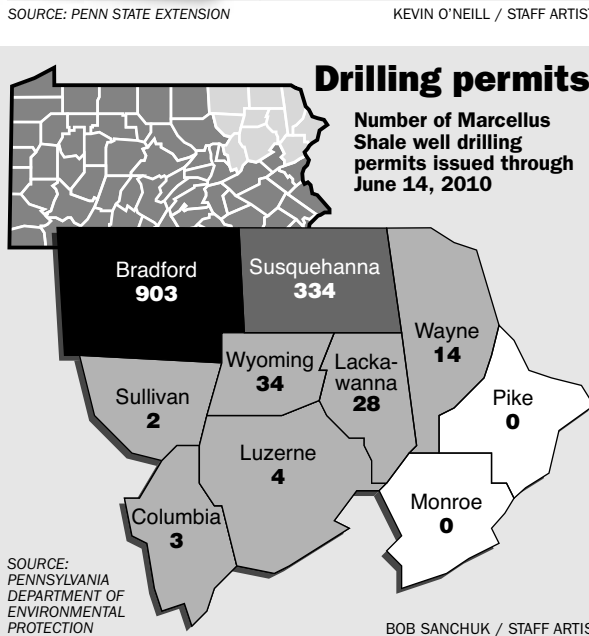 SOURCE: PENN STATE EXTENSION
KEVIN O'NEILL / STAFF ARTIST
Drilling permits
Number of Marcellus
Shale well drilling
permits issued through
June 14, 2010
Bradford
903
Susquehanna
334
Wayne
14
Wyoming
34
Lacka-
wanna
28
Pike
0
Sullivan
2
Luzerne
4
Monroe
0
Columbia
3
SOURCE:
PENNSYLVANIA
DEPARTMENT OF
ENVIRONMENTAL
PROTECTION
BOB SANCHUK / STAFF ARTIS